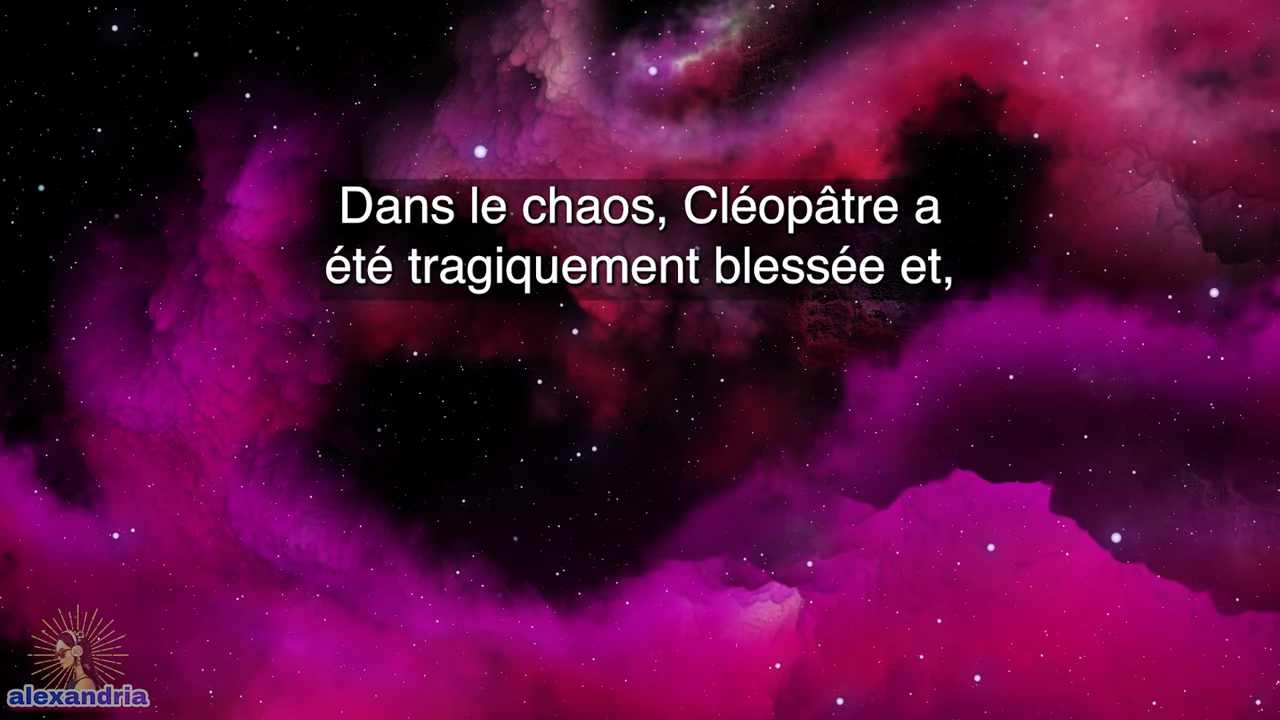 Dans le chaos, Cléopâtre a
été tragiquement blessée et,
alexandria